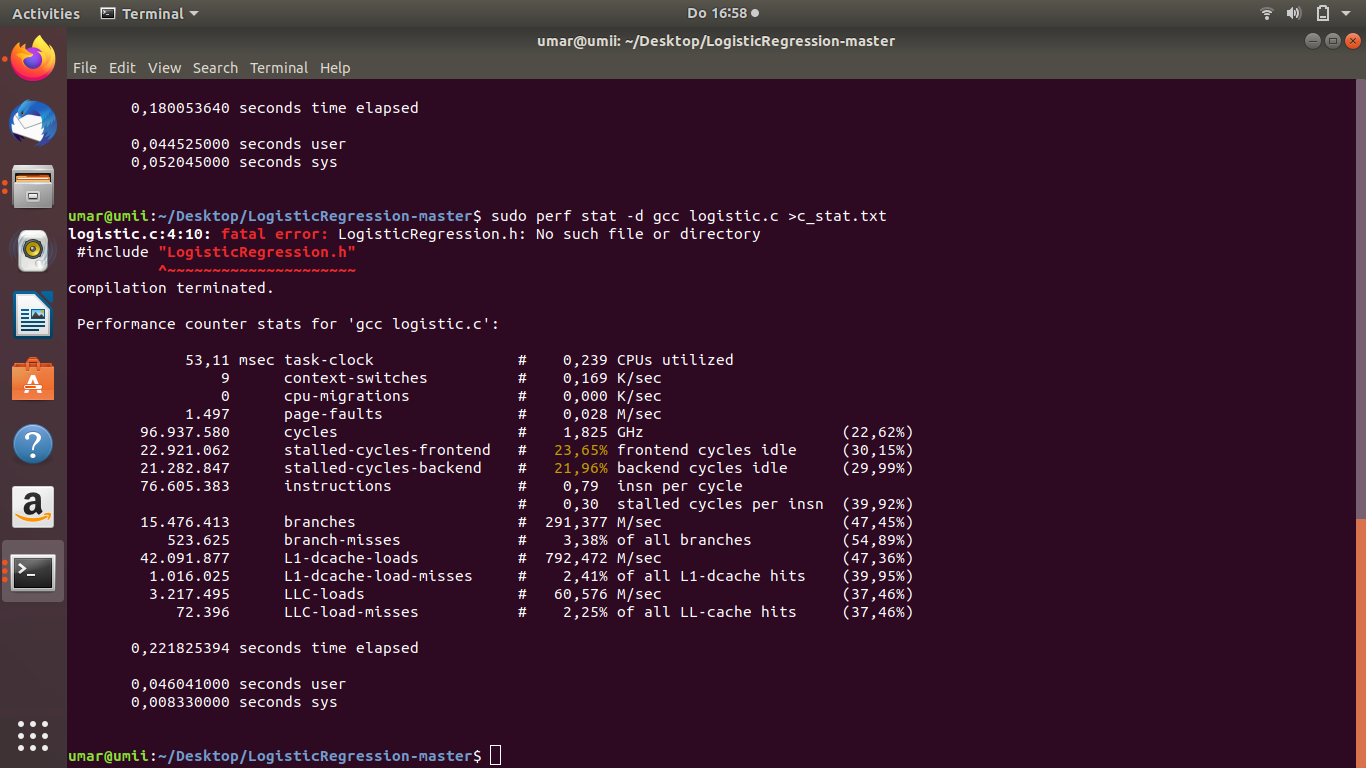 Activities Terminal Do 16:58
umar@umii: ~/Desktop/LogisticRegression-master
File Edit View Search Terminal Help
0,180053640 seconds time elapsed
0,044525000 seconds user
0,052045000 seconds sys
umar@umii:~/Desktop/LogisticRegression-master$ sudo perf stat -d gcc logistic.c >c_stat.txt
logistic.c:4:10: fatal error: LogisticRegression.h: No such file or directory
#include "LogisticRegression.h"
^~~~~~~~~~~~~~~~~~~~~~
compilation terminated.
Performance counter stats for 'gcc logistic.c':
53,11 msec task-clock # 0,239 CPUs utilized
9 context-switches # 0,169 K/sec
0 cpu-migrations # 0,000 K/sec
1.497 page-faults # 0,028 M/sec
96.937.580 cycles # 1,825 GHz (22,62%)
22.921.062 stalled-cycles-frontend # 23,65% frontend cycles idle (30,15%)
21.282.847 stalled-cycles-backend # 21,96% backend cycles idle (29,99%)
76.605.383 instructions # 0,79 insn per cycle
# 0,30 stalled cycles per insn (39,92%)
15.476.413 branches # 291,377 M/sec (47,45%)
523.625 branch-misses # 3,38% of all branches (54,89%)
42.091.877 L1-dcache-loads # 792,472 M/sec (47,36%)
1.016.025 L1-dcache-load-misses # 2,41% of all L1-dcache hits (39,95%)
3.217.495 LLC-loads # 60,576 M/sec (37,46%)
72.396 LLC-load-misses # 2,25% of all LL-cache hits (37,46%)
0,221825394 seconds time elapsed
0,046041000 seconds user
0,008330000 seconds sys
umar@umii:~/Desktop/LogisticRegression-master$